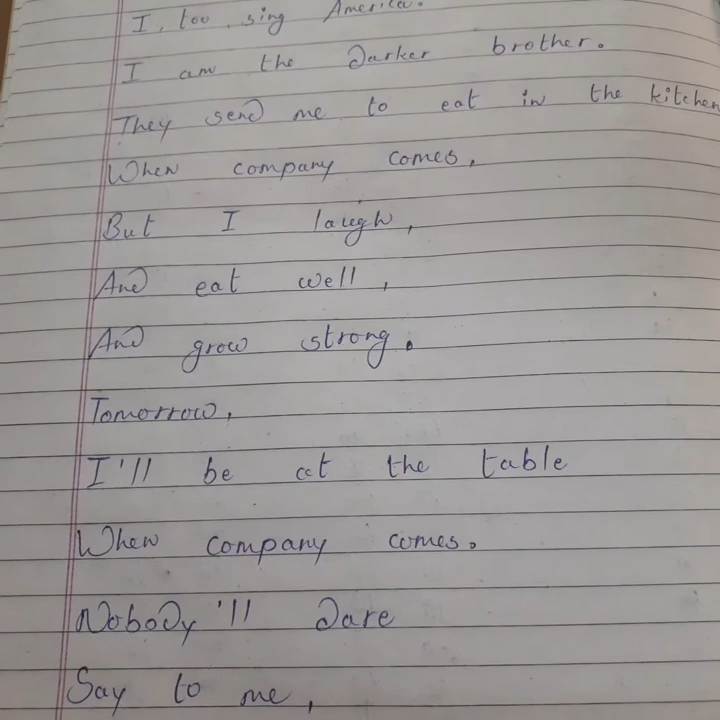 I, too, sing America.
I am the darker brother.
They send me to eat in the kitchen
When company comes,
But I laugh,
And eat well,
And grow strong.
Tomorrow,
I'll be at the table
When company comes.
Nobody'll dare
Say to me,